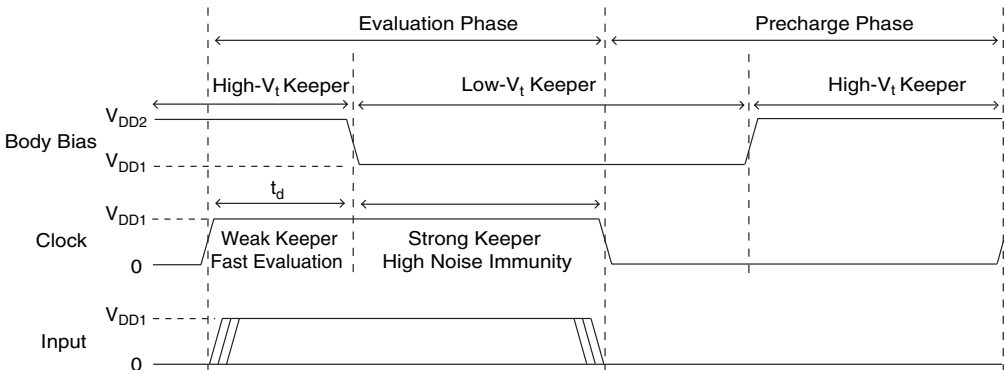 Evaluation Phase
Precharge Phase
High-Vt Keeper
Low-Vt Keeper
High-Vt Keeper
VDD2
Body Bias
VDD1
td
VDD1
Clock
Weak Keeper
Fast Evaluation
Strong Keeper
High Noise Immunity
0
VDD1
Input
0